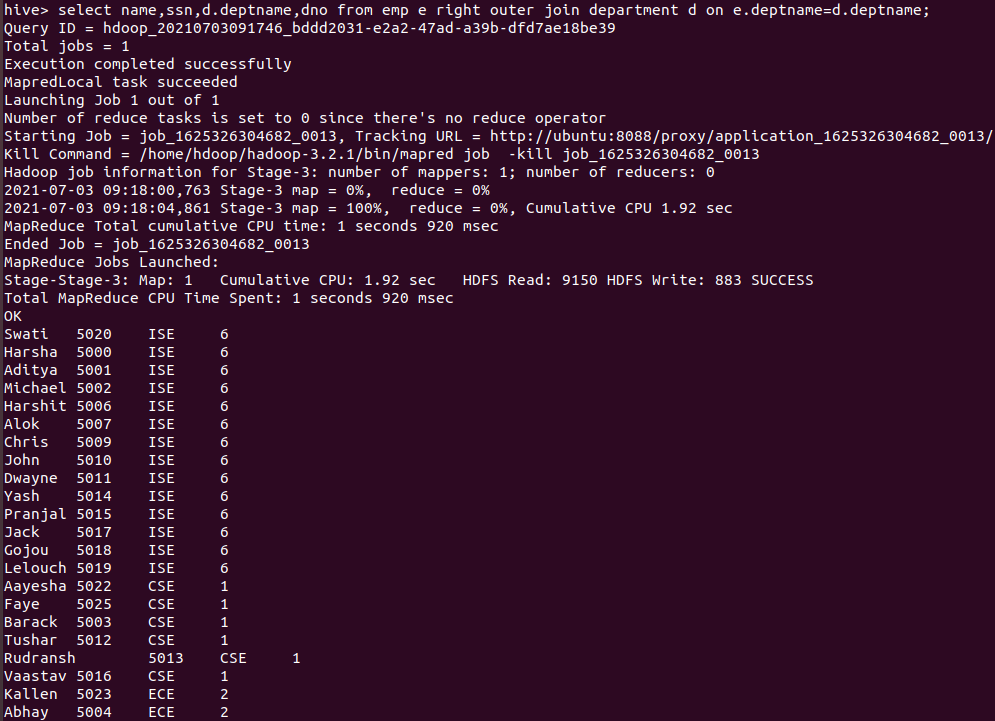 hive> select name,ssn,d.deptname,dno from emp e right outer join department d on e.deptname=d.deptname;
Query ID = hdoop_20210703091746_bddd2031-e2a2-47ad-a39b-dfd7ae18be39
Total jobs = 1
Execution completed successfully
MapredLocal task succeeded
Launching Job 1 out of 1
Number of reduce tasks is set to 0 since there's no reduce operator
Starting Job = job_1625326304682_0013, Tracking URL = http://ubuntu:8088/proxy/application_1625326304682_0013/
Kill Command = /home/hdoop/hadoop-3.2.1/bin/mapred job  -kill job_1625326304682_0013
Hadoop job information for Stage-3: number of mappers: 1; number of reducers: 0
2021-07-03 09:18:00,763 Stage-3 map = 0%,  reduce = 0%
2021-07-03 09:18:04,861 Stage-3 map = 100%,  reduce = 0%, Cumulative CPU 1.92 sec
MapReduce Total cumulative CPU time: 1 seconds 920 msec
Ended Job = job_1625326304682_0013
MapReduce Jobs Launched:
Stage-Stage-3: Map: 1   Cumulative CPU: 1.92 sec   HDFS Read: 9150 HDFS Write: 883 SUCCESS
Total MapReduce CPU Time Spent: 1 seconds 920 msec
OK
Swati	5020	ISE	6
Harsha	5000	ISE	6
Aditya	5001	ISE	6
Michael	5002	ISE	6
Harshit	5006	ISE	6
Alok	5007	ISE	6
Chris	5009	ISE	6
John	5010	ISE	6
Dwayne	5011	ISE	6
Yash	5014	ISE	6
Pranjal	5015	ISE	6
Jack	5017	ISE	6
Gojou	5018	ISE	6
Lelouch	5019	ISE	6
Aayesha	5022	CSE	1
Faye	5025	CSE	1
Barack	5003	CSE	1
Tushar	5012	CSE	1
Rudransh	5013	CSE	1
Vaastav	5016	CSE	1
Kallen	5023	ECE	2
Abhay	5004	ECE	2